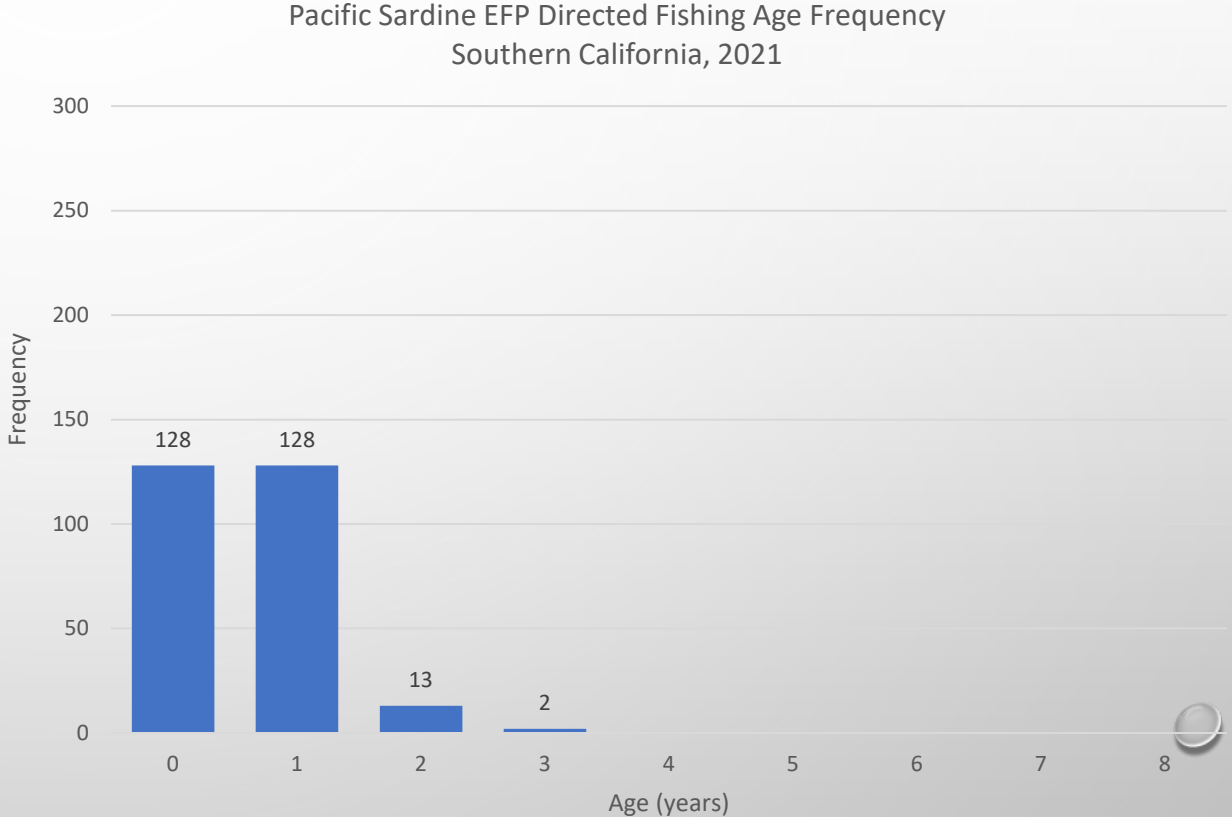 Pacific Sardine EFP Directed Fishing Age Frequency
Southern California, 2021
300
250
200
150
100
50
0
Frequency
128
128
13
2
0 1 2 3 4 5 6 7 8
Age (years)